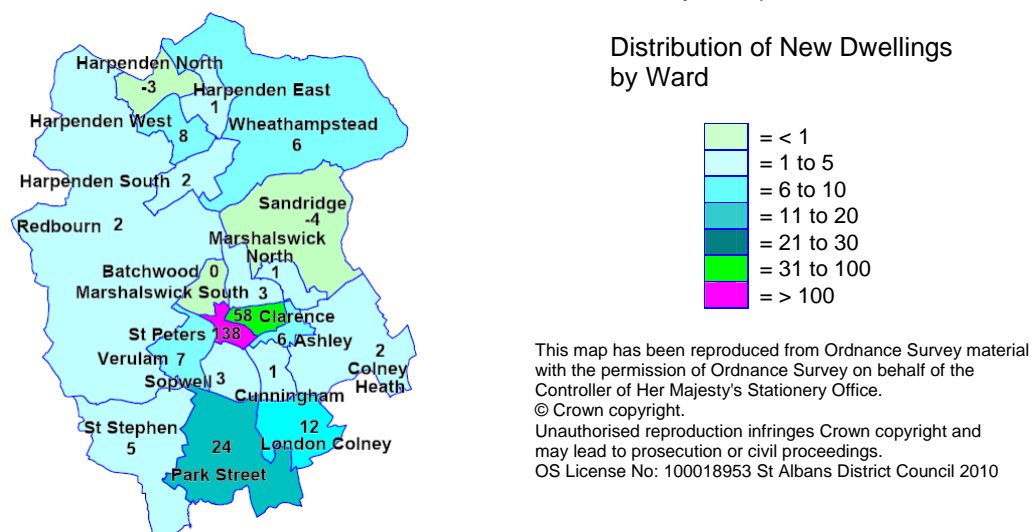 Distribution of New Dwellings
by Ward
= < 1
= 1 to 5
= 6 to 10
= 11 to 20
= 21 to 30
= 31 to 100
= > 100
Harpenden North
-3
Harpenden East
1
Harpenden West
8
Wheathampstead
6
Harpenden South 2
Sandridge
-4
Redbourn 2
Marshalswick
North
1
Batchwood 0
Marshalswick South 3
58 Clarence
St Peters 138
6 Ashley
Verulam 7
2
Colney
Heath
Sopwell 3
1
Cunningham
St Stephen
5
24
Park Street
12
London Colney
This map has been reproduced from Ordnance Survey material
with the permission of Ordnance Survey on behalf of the
Controller of Her Majesty's Stationery Office.
© Crown copyright.
Unauthorised reproduction infringes Crown copyright and
may lead to prosecution or civil proceedings.
OS License No: 100018953 St Albans District Council 2010